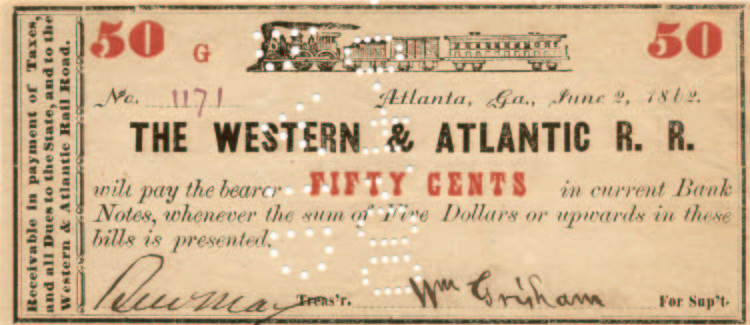 50 G 50
No. 1171 Atlanta, Ga., June 2, 1862.
THE WESTERN & ATLANTIC R. R.
will pay the bearer FIFTY CENTS in current Bank
Notes, whenever the sum of Five Dollars or upwards in these
bills is presented.
Treas'r. Wm Grisham For Sup't.
Receivable in payment of Taxes,
and all Dues to the State, and to the
Western & Atlantic Rail Road.